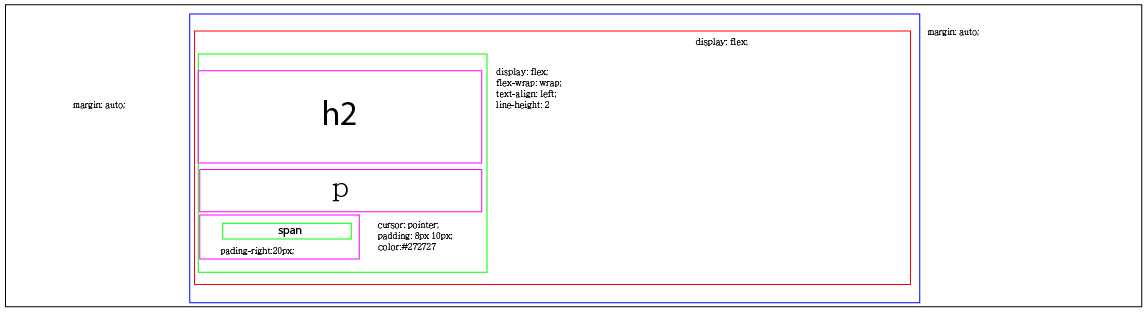 margin: auto;
display: flex;
display: flex;
flex-wrap: wrap;
text-align: left;
line-height: 2
margin: auto;
h2
p
span
pading-right:20px;
cursor: pointer;
padding: 8px 10px;
color:#272727